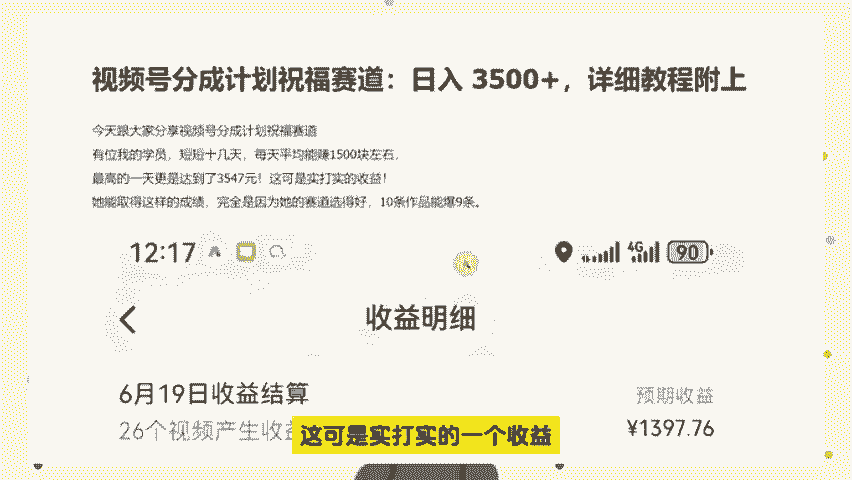 视频号分成计划祝福赛道：日入 3500+，详细教程附上
今天跟大家分享视频号分成计划祝福赛道
有位我的学员，短短十几天，每天平均能赚1500块左右，
最高的一天更是达到了3547元！这可是实打实的收益！
她能取得这样的成绩，完全是因为她的赛道选得好，10条作品能爆9条。
12:17 4G 90
收益明细
6月19日收益结算 预期收益
26个视频产生收益 ¥1397.76
这可是实打实的一个收益